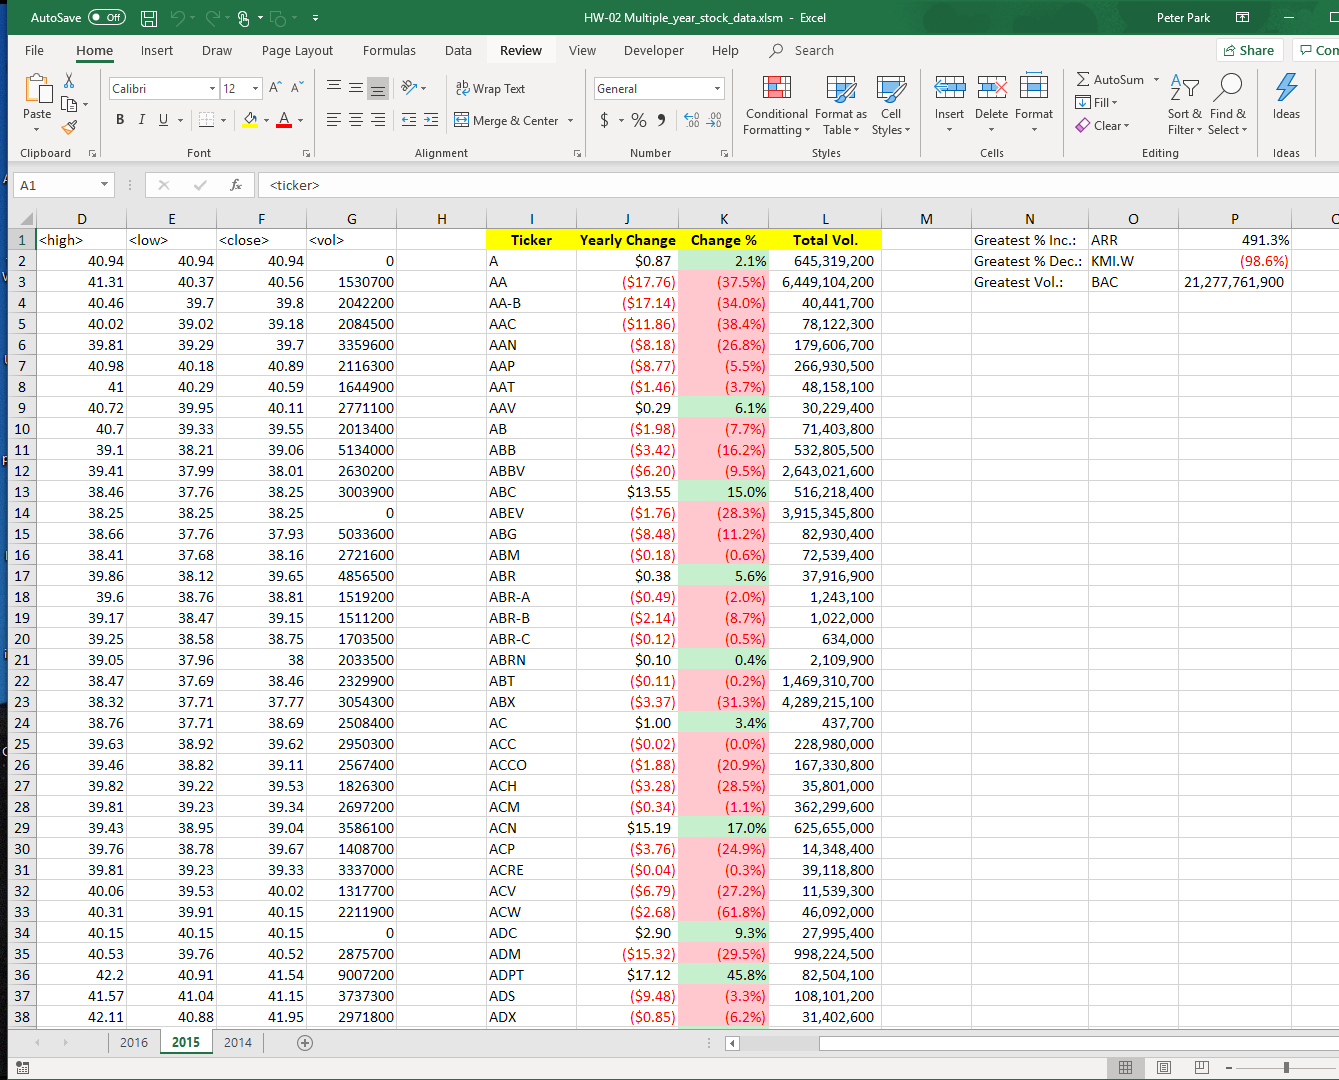 AutoSave Off HW-02 Multiple_year_stock_data.xlsm - Excel Peter Park
File Home Insert Draw Page Layout Formulas Data Review View Developer Help Search Share Com
Paste Calibri 12 A A ab Wrap Text General Conditional Formatting Format as Table Cell Styles Insert Delete Format AutoSum Fill Clear Sort & Filter Find & Select Ideas
B I U A Merge & Center $ % 9 .00 .00
Clipboard Font Alignment Number Styles Cells Editing Ideas
A1 fx <ticker>
D E F G H I J K L M N O P
1 <high> <low> <close> <vol> Ticker Yearly Change Change % Total Vol. Greatest % Inc.: ARR 491.3%
2 40.94 40.94 40.94 0 A $0.87 2.1% 645,319,200 Greatest % Dec.: KMI.W (98.6%)
3 41.31 40.37 40.56 1530700 AA ($17.76) (37.5%) 6,449,104,200 Greatest Vol.: BAC 21,277,761,900
4 40.46 39.7 39.8 2042200 AA-B ($17.14) (34.0%) 40,441,700
5 40.02 39.02 39.18 2084500 AAC ($11.86) (38.4%) 78,122,300
6 39.81 39.29 39.7 3359600 AAN ($8.18) (26.8%) 179,606,700
7 40.98 40.18 40.89 2116300 AAP ($8.77) (5.5%) 266,930,500
8 41 40.29 40.59 1644900 AAT ($1.46) (3.7%) 48,158,100
9 40.72 39.95 40.11 2771100 AAV $0.29 6.1% 30,229,400
10 40.7 39.33 39.55 2013400 AB ($1.98) (7.7%) 71,403,800
11 39.1 38.21 39.06 5134000 ABB ($3.42) (16.2%) 532,805,500
12 39.41 37.99 38.01 2630200 ABBV ($6.20) (9.5%) 2,643,021,600
13 38.46 37.76 38.25 3003900 ABC $13.55 15.0% 516,218,400
14 38.25 38.25 38.25 0 ABEV ($1.76) (28.3%) 3,915,345,800
15 38.66 37.76 37.93 5033600 ABG ($8.48) (11.2%) 82,930,400
16 38.41 37.68 38.16 2721600 ABM ($0.18) (0.6%) 72,539,400
17 39.86 38.12 39.65 4856500 ABR $0.38 5.6% 37,916,900
18 39.6 38.76 38.81 1519200 ABR-A ($0.49) (2.0%) 1,243,100
19 39.17 38.47 39.15 1511200 ABR-B ($2.14) (8.7%) 1,022,000
20 39.25 38.58 38.75 1703500 ABR-C ($0.12) (0.5%) 634,000
21 39.05 37.96 38 2033500 ABRN $0.10 0.4% 2,109,900
22 38.47 37.69 38.46 2329900 ABT ($0.11) (0.2%) 1,469,310,700
23 38.32 37.71 37.77 3054300 ABX ($3.37) (31.3%) 4,289,215,100
24 38.76 37.71 38.69 2508400 AC $1.00 3.4% 437,700
25 39.63 38.92 39.62 2950300 ACC ($0.02) (0.0%) 228,980,000
26 39.46 38.82 39.11 2567400 ACCO ($1.88) (20.9%) 167,330,800
27 39.82 39.22 39.53 1826300 ACH ($3.28) (28.5%) 35,801,000
28 39.81 39.23 39.34 2697200 ACM ($0.34) (1.1%) 362,299,600
29 39.43 38.95 39.04 3586100 ACN $15.19 17.0% 625,655,000
30 39.76 38.78 39.67 1408700 ACP ($3.76) (24.9%) 14,348,400
31 39.81 39.23 39.33 3337000 ACRE ($0.04) (0.3%) 39,118,800
32 40.06 39.53 40.02 1317700 ACV ($6.79) (27.2%) 11,539,300
33 40.31 39.91 40.15 2211900 ACW ($2.68) (61.8%) 46,092,000
34 40.15 40.15 40.15 0 ADC $2.90 9.3% 27,995,400
35 40.53 39.76 40.52 2875700 ADM ($15.32) (29.5%) 998,224,500
36 42.2 40.91 41.54 9007200 ADPT $17.12 45.8% 82,504,100
37 41.57 41.04 41.15 3737300 ADS ($9.48) (3.3%) 108,101,200
38 42.11 40.88 41.95 2971800 ADX ($0.85) (6.2%) 31,402,600
2016 2015 2014